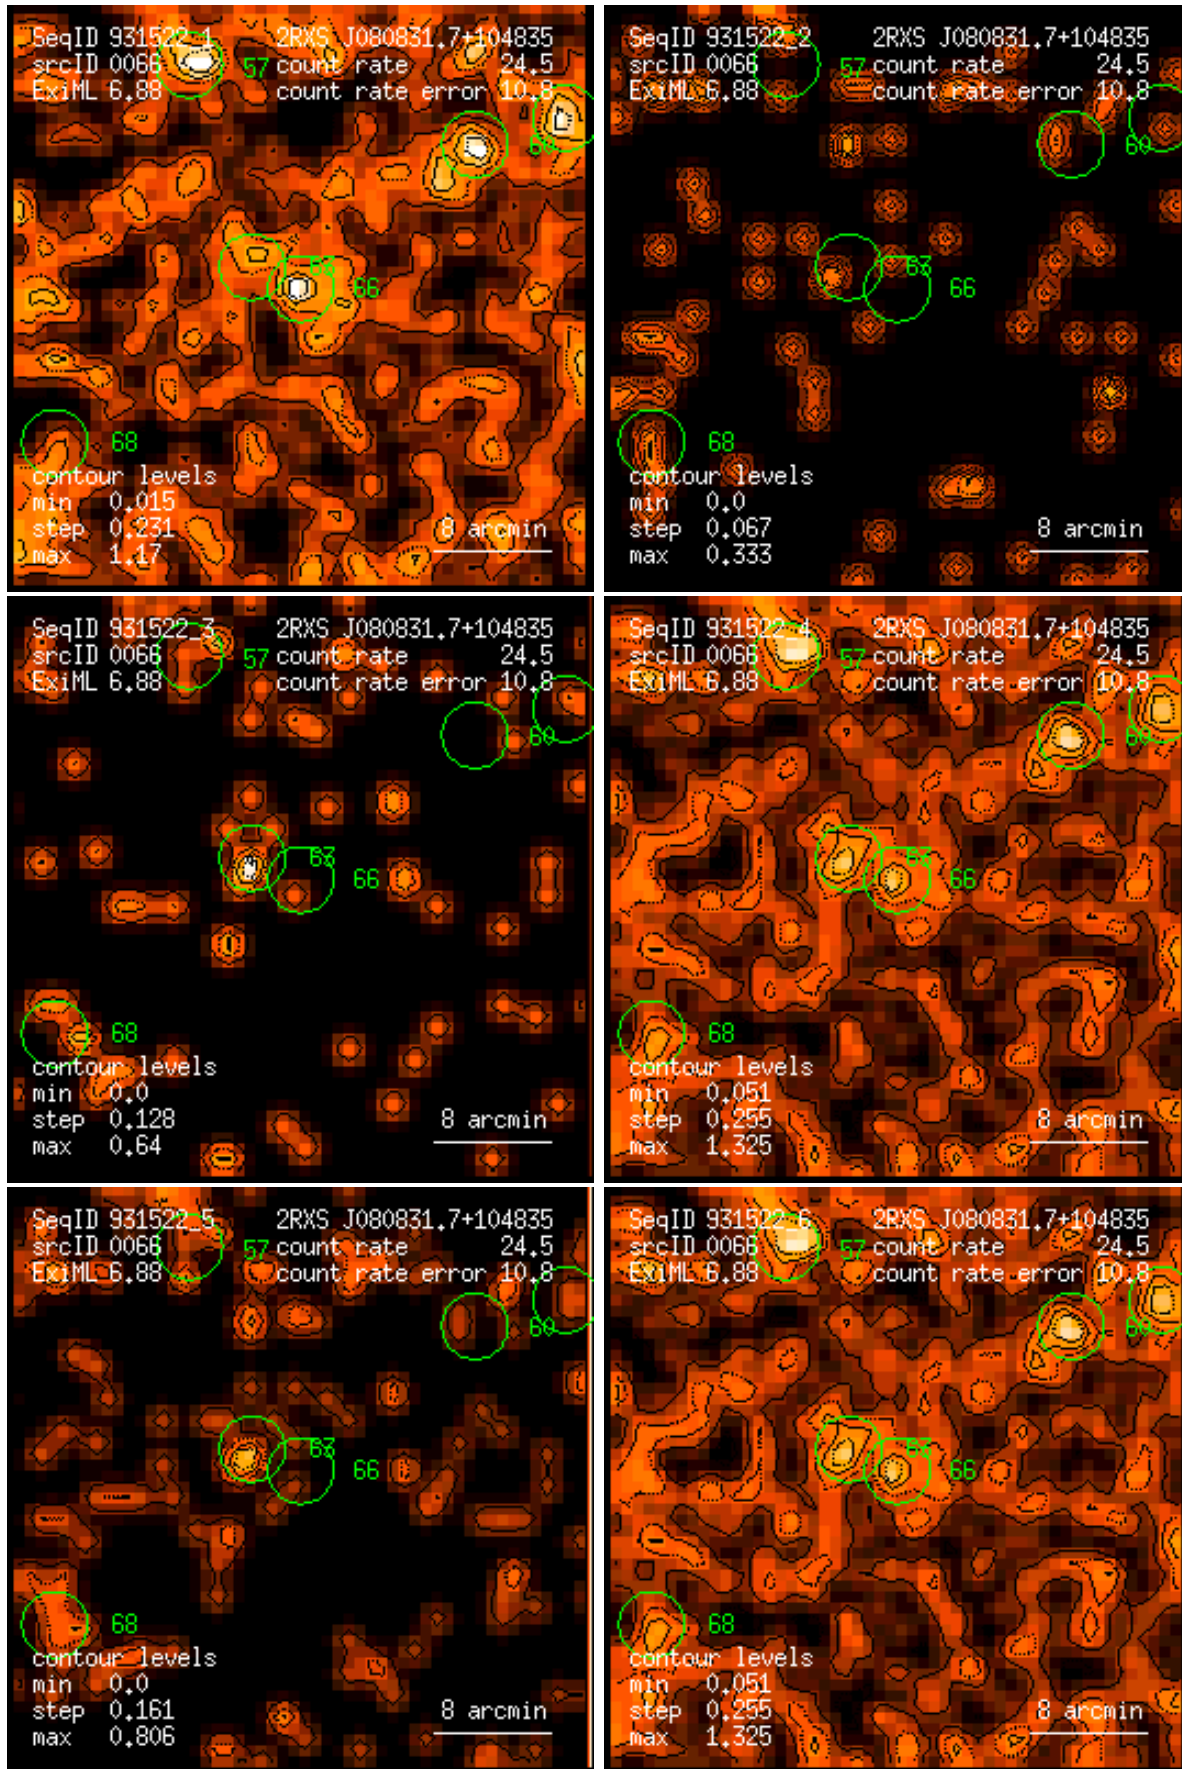 SeqID 931522_1 2RXS J080831.7+104835
srcID 0066 57 count rate 24.5
ExiML 6.88 count rate error 10.8
60
63
66
68
contour levels
min 0.015
step 0.231
max 1.17
8 arcmin
SeqID 931522_2 2RXS J080831.7+104835
srcID 0066 57 count rate 24.5
ExiML 6.88 count rate error 10.8
60
63
66
68
contour levels
min 0.0
step 0.067
max 0.333
8 arcmin
SeqID 931522_3 2RXS J080831.7+104835
srcID 0066 57 count rate 24.5
ExiML 6.88 count rate error 10.8
60
63
66
68
contour levels
min 0.0
step 0.128
max 0.64
8 arcmin
SeqID 931522_4 2RXS J080831.7+104835
srcID 0066 57 count rate 24.5
ExiML 6.88 count rate error 10.8
60
63
66
68
contour levels
min 0.051
step 0.255
max 1.325
8 arcmin
SeqID 931522_5 2RXS J080831.7+104835
srcID 0066 57 count rate 24.5
ExiML 6.88 count rate error 10.8
60
63
66
68
contour levels
min 0.0
step 0.161
max 0.806
8 arcmin
SeqID 931522_6 2RXS J080831.7+104835
srcID 0066 57 count rate 24.5
ExiML 6.88 count rate error 10.8
60
63
66
68
contour levels
min 0.051
step 0.255
max 1.325
8 arcmin